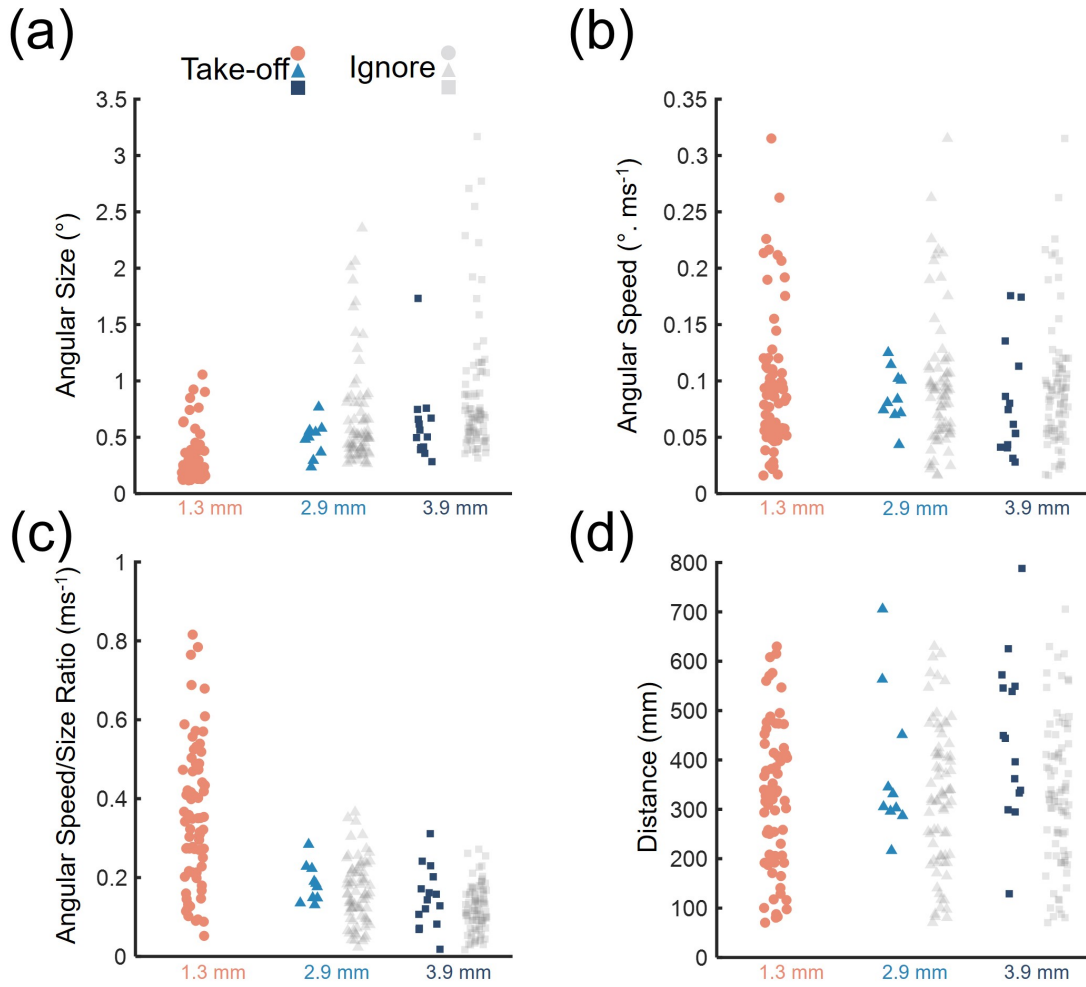 (a)
Take-off Ignore
Angular Size (°)
3.5
3
2.5
2
1.5
1
0.5
0
1.3 mm 2.9 mm 3.9 mm
(b)
Angular Speed (°. ms⁻¹)
0.35
0.3
0.25
0.2
0.15
0.1
0.05
0
1.3 mm 2.9 mm 3.9 mm
(c)
Angular Speed/Size Ratio (ms⁻¹)
1
0.8
0.6
0.4
0.2
0
1.3 mm 2.9 mm 3.9 mm
(d)
Distance (mm)
800
700
600
500
400
300
200
100
0
1.3 mm 2.9 mm 3.9 mm